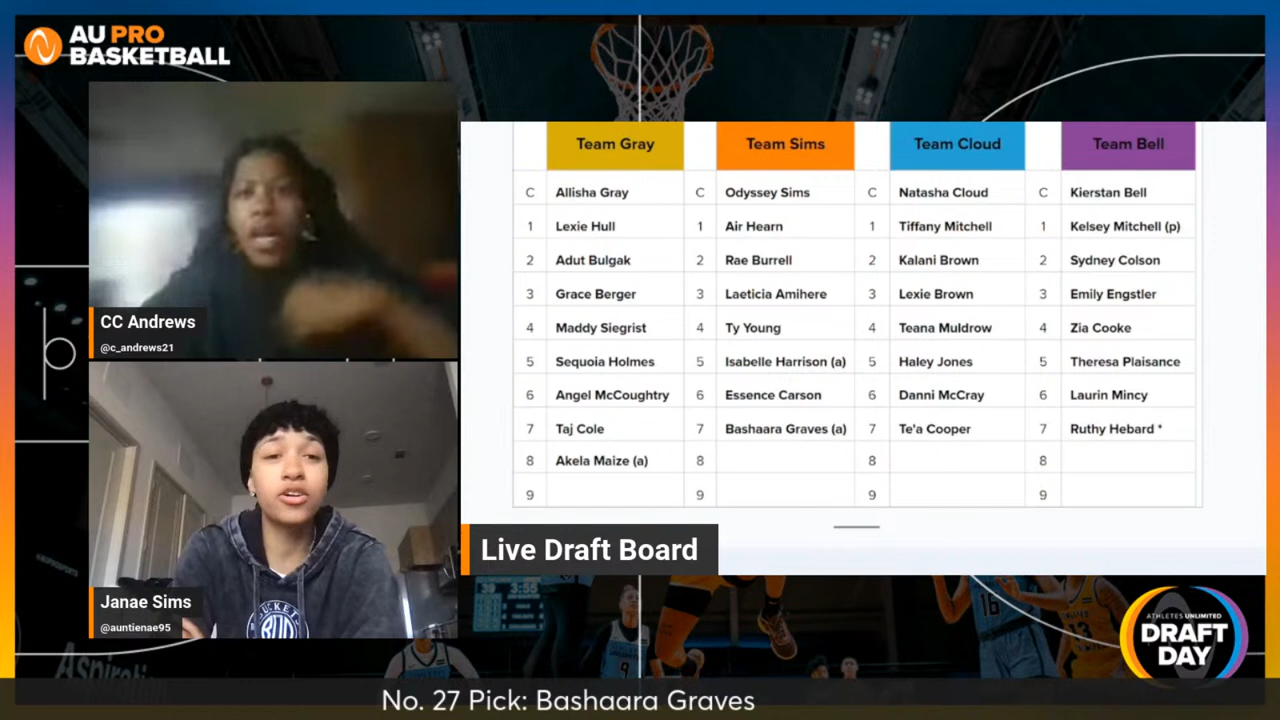 AU PRO
BASKETBALL
CC Andrews
@c_andrews21
Janae Sims
@auntienae95
Team Gray Team Sims Team Cloud Team Bell
C Allisha Gray C Odyssey Sims C Natasha Cloud C Kierstan Bell
1 Lexie Hull 1 Air Hearn 1 Tiffany Mitchell 1 Kelsey Mitchell (p)
2 Adut Bulgak 2 Rae Burrell 2 Kalani Brown 2 Sydney Colson
3 Grace Berger 3 Laeticia Amihere 3 Lexie Brown 3 Emily Engstler
4 Maddy Siegrist 4 Ty Young 4 Teana Muldrow 4 Zia Cooke
5 Sequoia Holmes 5 Isabelle Harrison (a) 5 Haley Jones 5 Theresa Plaisance
6 Angel McCoughtry 6 Essence Carson 6 Danni McCray 6 Laurin Mincy
7 Taj Cole 7 Bashaara Graves (a) 7 Te'a Cooper 7 Ruthy Hebard *
8 Akela Maize (a) 8 8 8
9 9 9 9
Live Draft Board
3:55
9
16
13
ATHLETES UNLIMITED
DRAFT
DAY
No. 27 Pick: Bashaara Graves